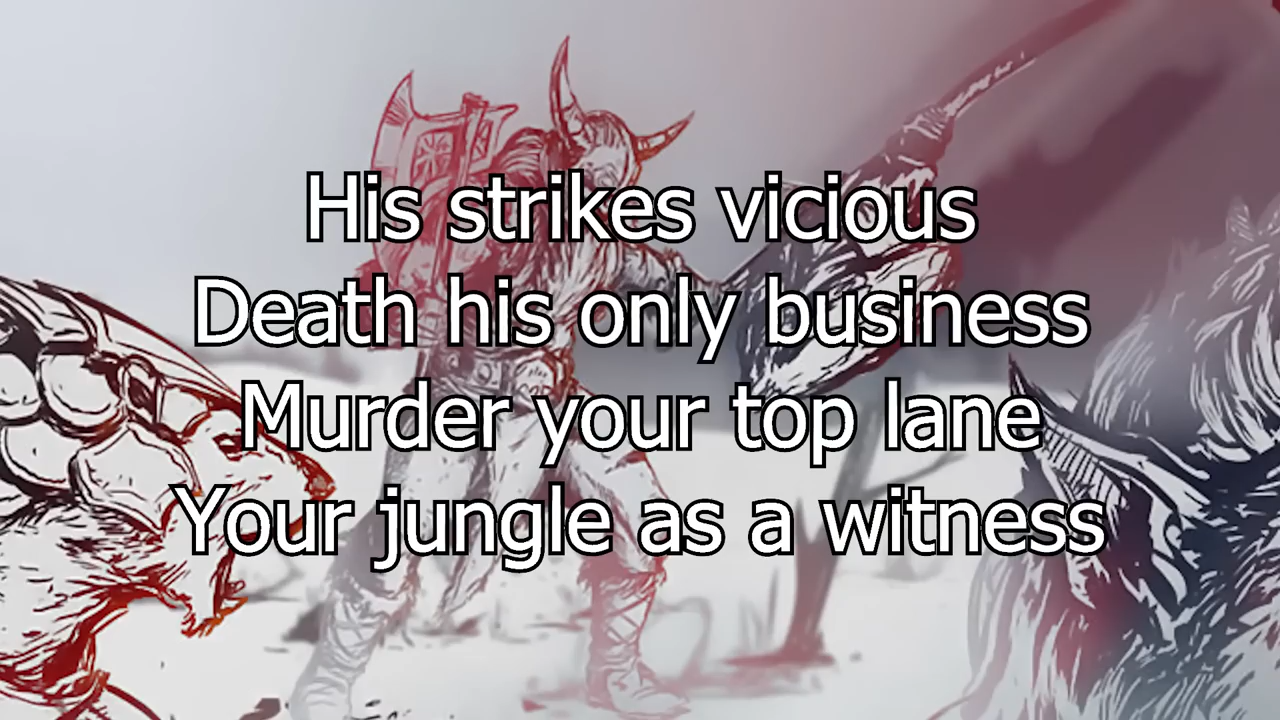 His strikes vicious
Death his only business
Murder your top lane
Your jungle as a witness